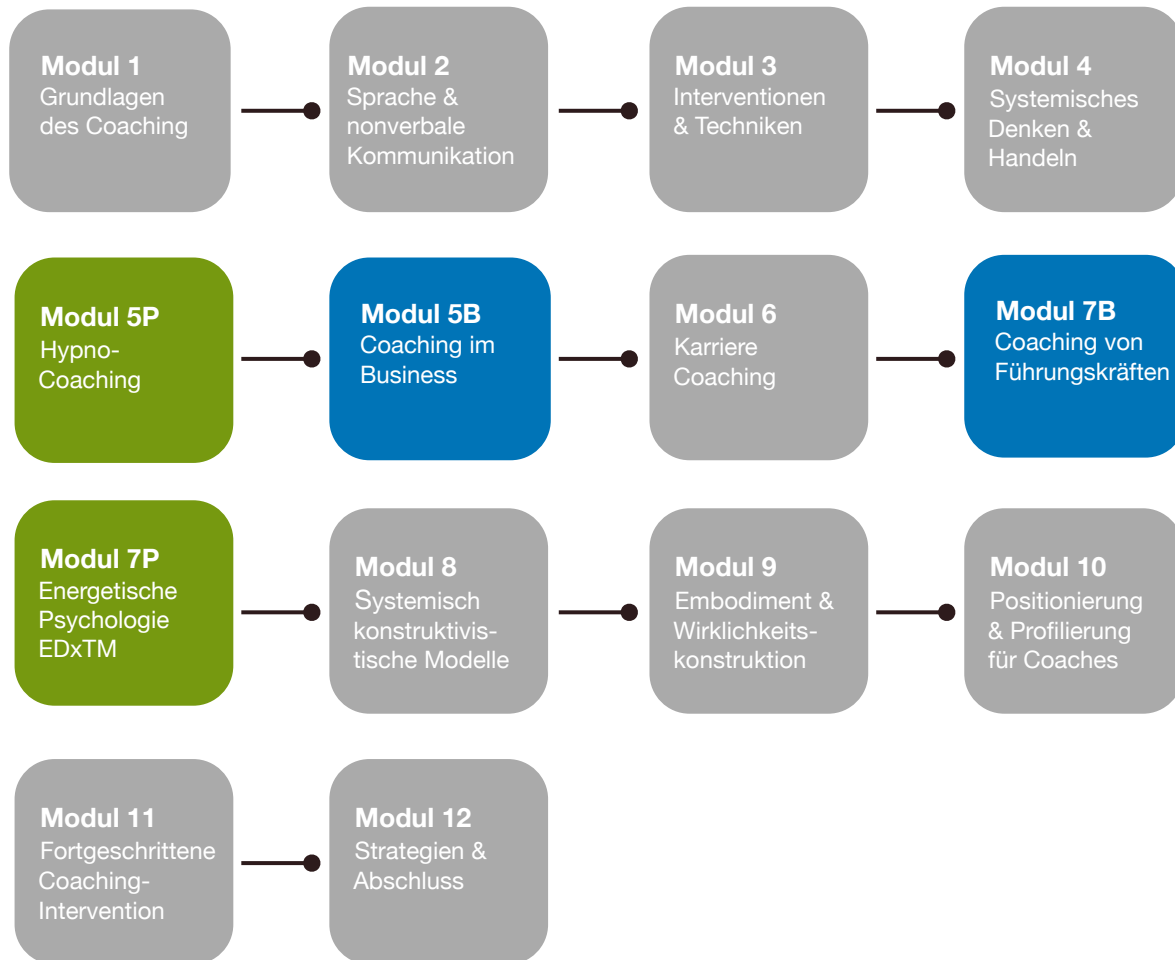 Modul 1
Grundlagen
des Coaching
Modul 2
Sprache &
nonverbale
Kommunikation
Modul 3
Interventionen
& Techniken
Modul 4
Systemisches
Denken &
Handeln
Modul 5P
Hypno-
Coaching
Modul 5B
Coaching im
Business
Modul 6
Karriere
Coaching
Modul 7B
Coaching von
Führungskräften
Modul 7P
Energetische
Psychologie
EDxTM
Modul 8
Systemisch
konstruktivis-
tische Modelle
Modul 9
Embodiment &
Wirklichkeits-
konstruktion
Modul 10
Positionierung
& Profilierung
für Coaches
Modul 11
Fortgeschrittene
Coaching-
Intervention
Modul 12
Strategien &
Abschluss